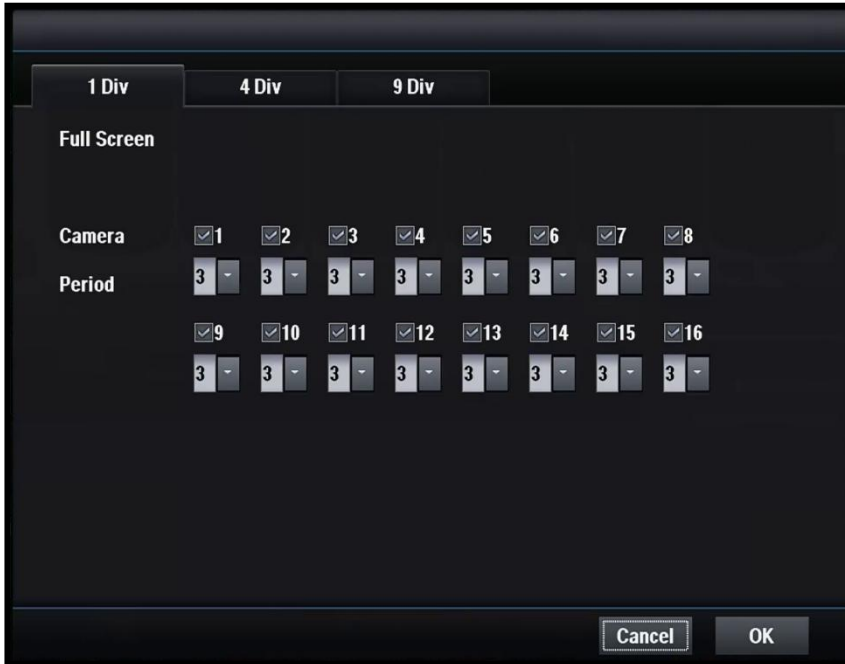 1 Div 4 Div 9 Div
Full Screen
Camera 1 2 3 4 5 6 7 8
Period 3 3 3 3 3 3 3 3
9 10 11 12 13 14 15 16
3 3 3 3 3 3 3 3
Cancel OK